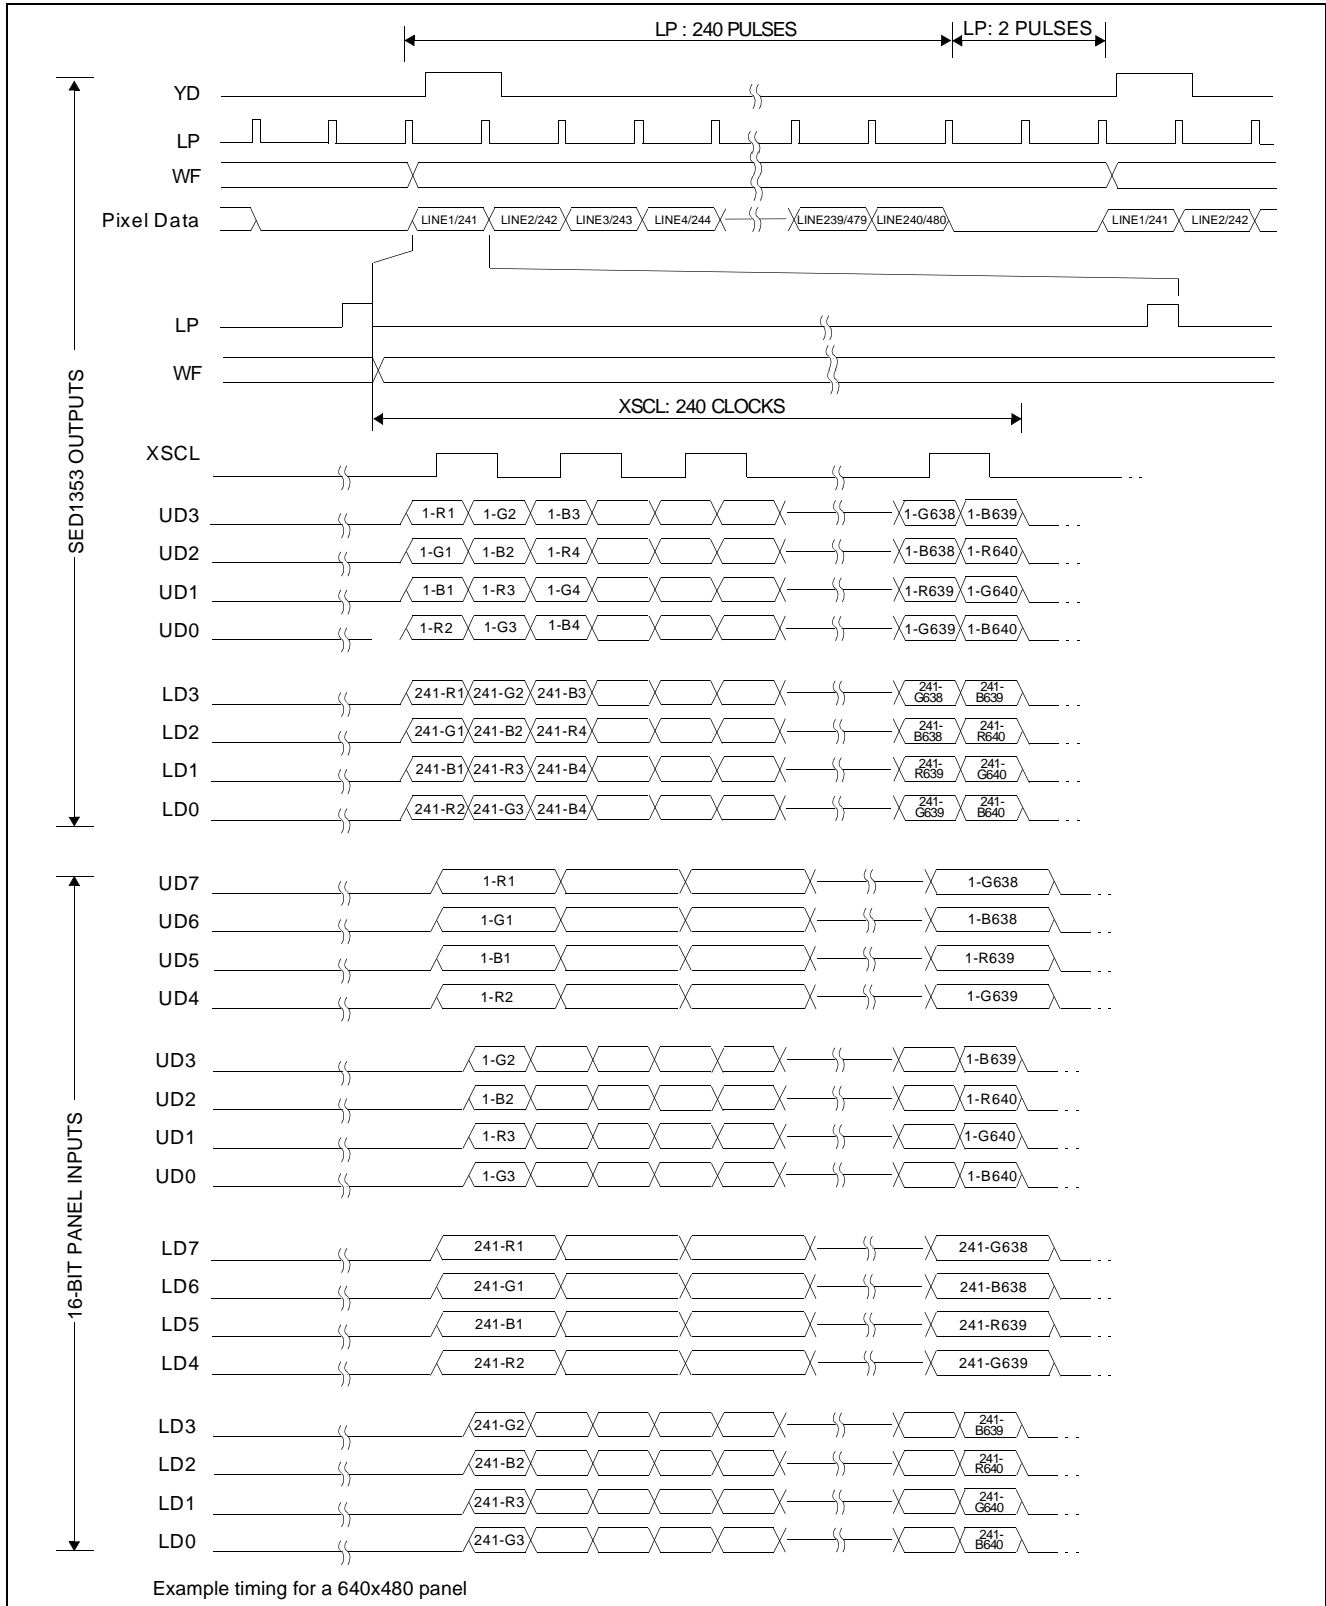 LP : 240 PULSES LP: 2 PULSES
YD
LP
WF
Pixel Data LINE1/241 LINE2/242 LINE3/243 LINE4/244 LINE239/479 LINE240/480 LINE1/241 LINE2/242
LP
WF
XSCL: 240 CLOCKS
XSCL
SED1353 OUTPUTS
UD3 1-R1 1-G2 1-B3 1-G638 1-B639
UD2 1-G1 1-B2 1-R4 1-B638 1-R640
UD1 1-B1 1-R3 1-G4 1-R639 1-G640
UD0 1-R2 1-G3 1-B4 1-G639 1-B640
LD3 241-R1 241-G2 241-B3 241-G638 241-B639
LD2 241-G1 241-B2 241-R4 241-B638 241-R640
LD1 241-B1 241-R3 241-B4 241-R639 241-G640
LD0 241-R2 241-G3 241-B4 241-G639 241-B640
16-BIT PANEL INPUTS
UD7 1-R1 1-G638
UD6 1-G1 1-B638
UD5 1-B1 1-R639
UD4 1-R2 1-G639
UD3 1-G2 1-B639
UD2 1-B2 1-R640
UD1 1-R3 1-G640
UD0 1-G3 1-B640
LD7 241-R1 241-G638
LD6 241-G1 241-B638
LD5 241-B1 241-R639
LD4 241-R2 241-G639
LD3 241-G2 241-B639
LD2 241-B2 241-R640
LD1 241-R3 241-G640
LD0 241-G3 241-B640
Example timing for a 640x480 panel